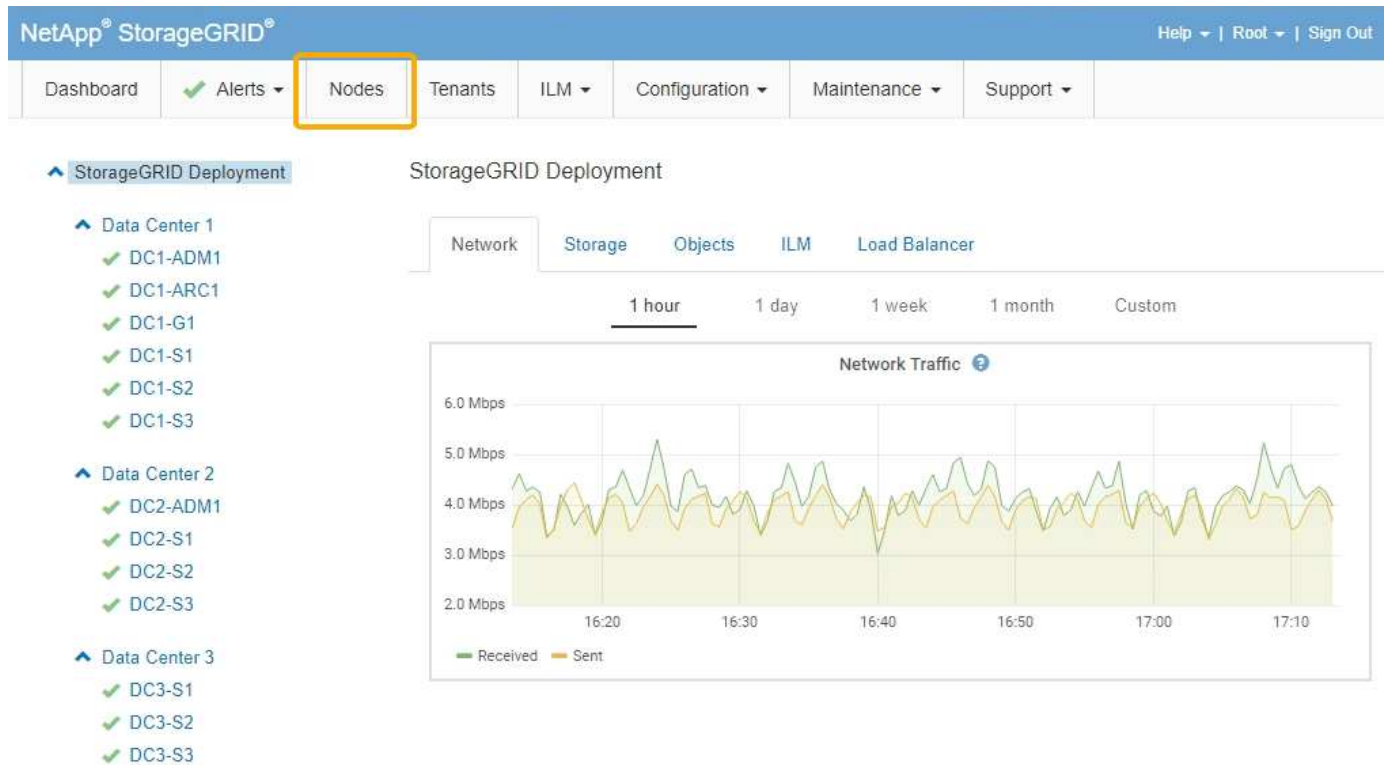 NetApp® StorageGRID®
Help | Root | Sign Out
Dashboard Alerts Nodes Tenants ILM Configuration Maintenance Support
StorageGRID Deployment
Data Center 1
DC1-ADM1
DC1-ARC1
DC1-G1
DC1-S1
DC1-S2
DC1-S3
Data Center 2
DC2-ADM1
DC2-S1
DC2-S2
DC2-S3
Data Center 3
DC3-S1
DC3-S2
DC3-S3
StorageGRID Deployment
Network Storage Objects ILM Load Balancer
1 hour 1 day 1 week 1 month Custom
Network Traffic ?
6.0 Mbps
5.0 Mbps
4.0 Mbps
3.0 Mbps
2.0 Mbps
16:20 16:30 16:40 16:50 17:00 17:10
Received Sent